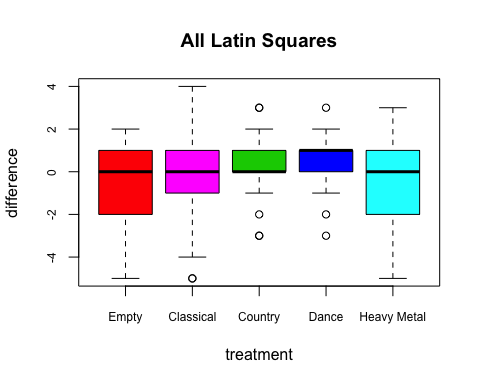 All Latin Squares
difference
4
2
0
-2
-4
Empty Classical Country Dance Heavy Metal
treatment